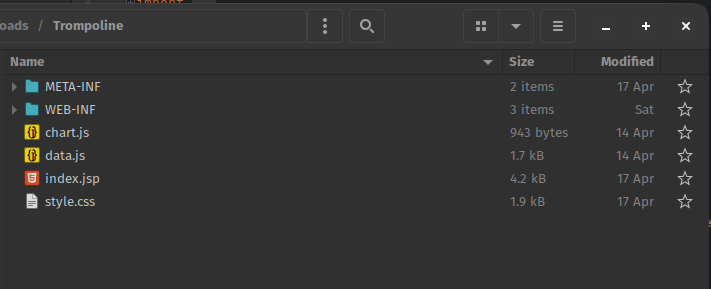 import
oads / Trompoline
Name Size Modified
META-INF 2 items 17 Apr
WEB-INF 3 items Sat
chart.js 943 bytes 14 Apr
data.js 1.7 kB 14 Apr
index.jsp 4.2 kB 17 Apr
style.css 1.9 kB 17 Apr